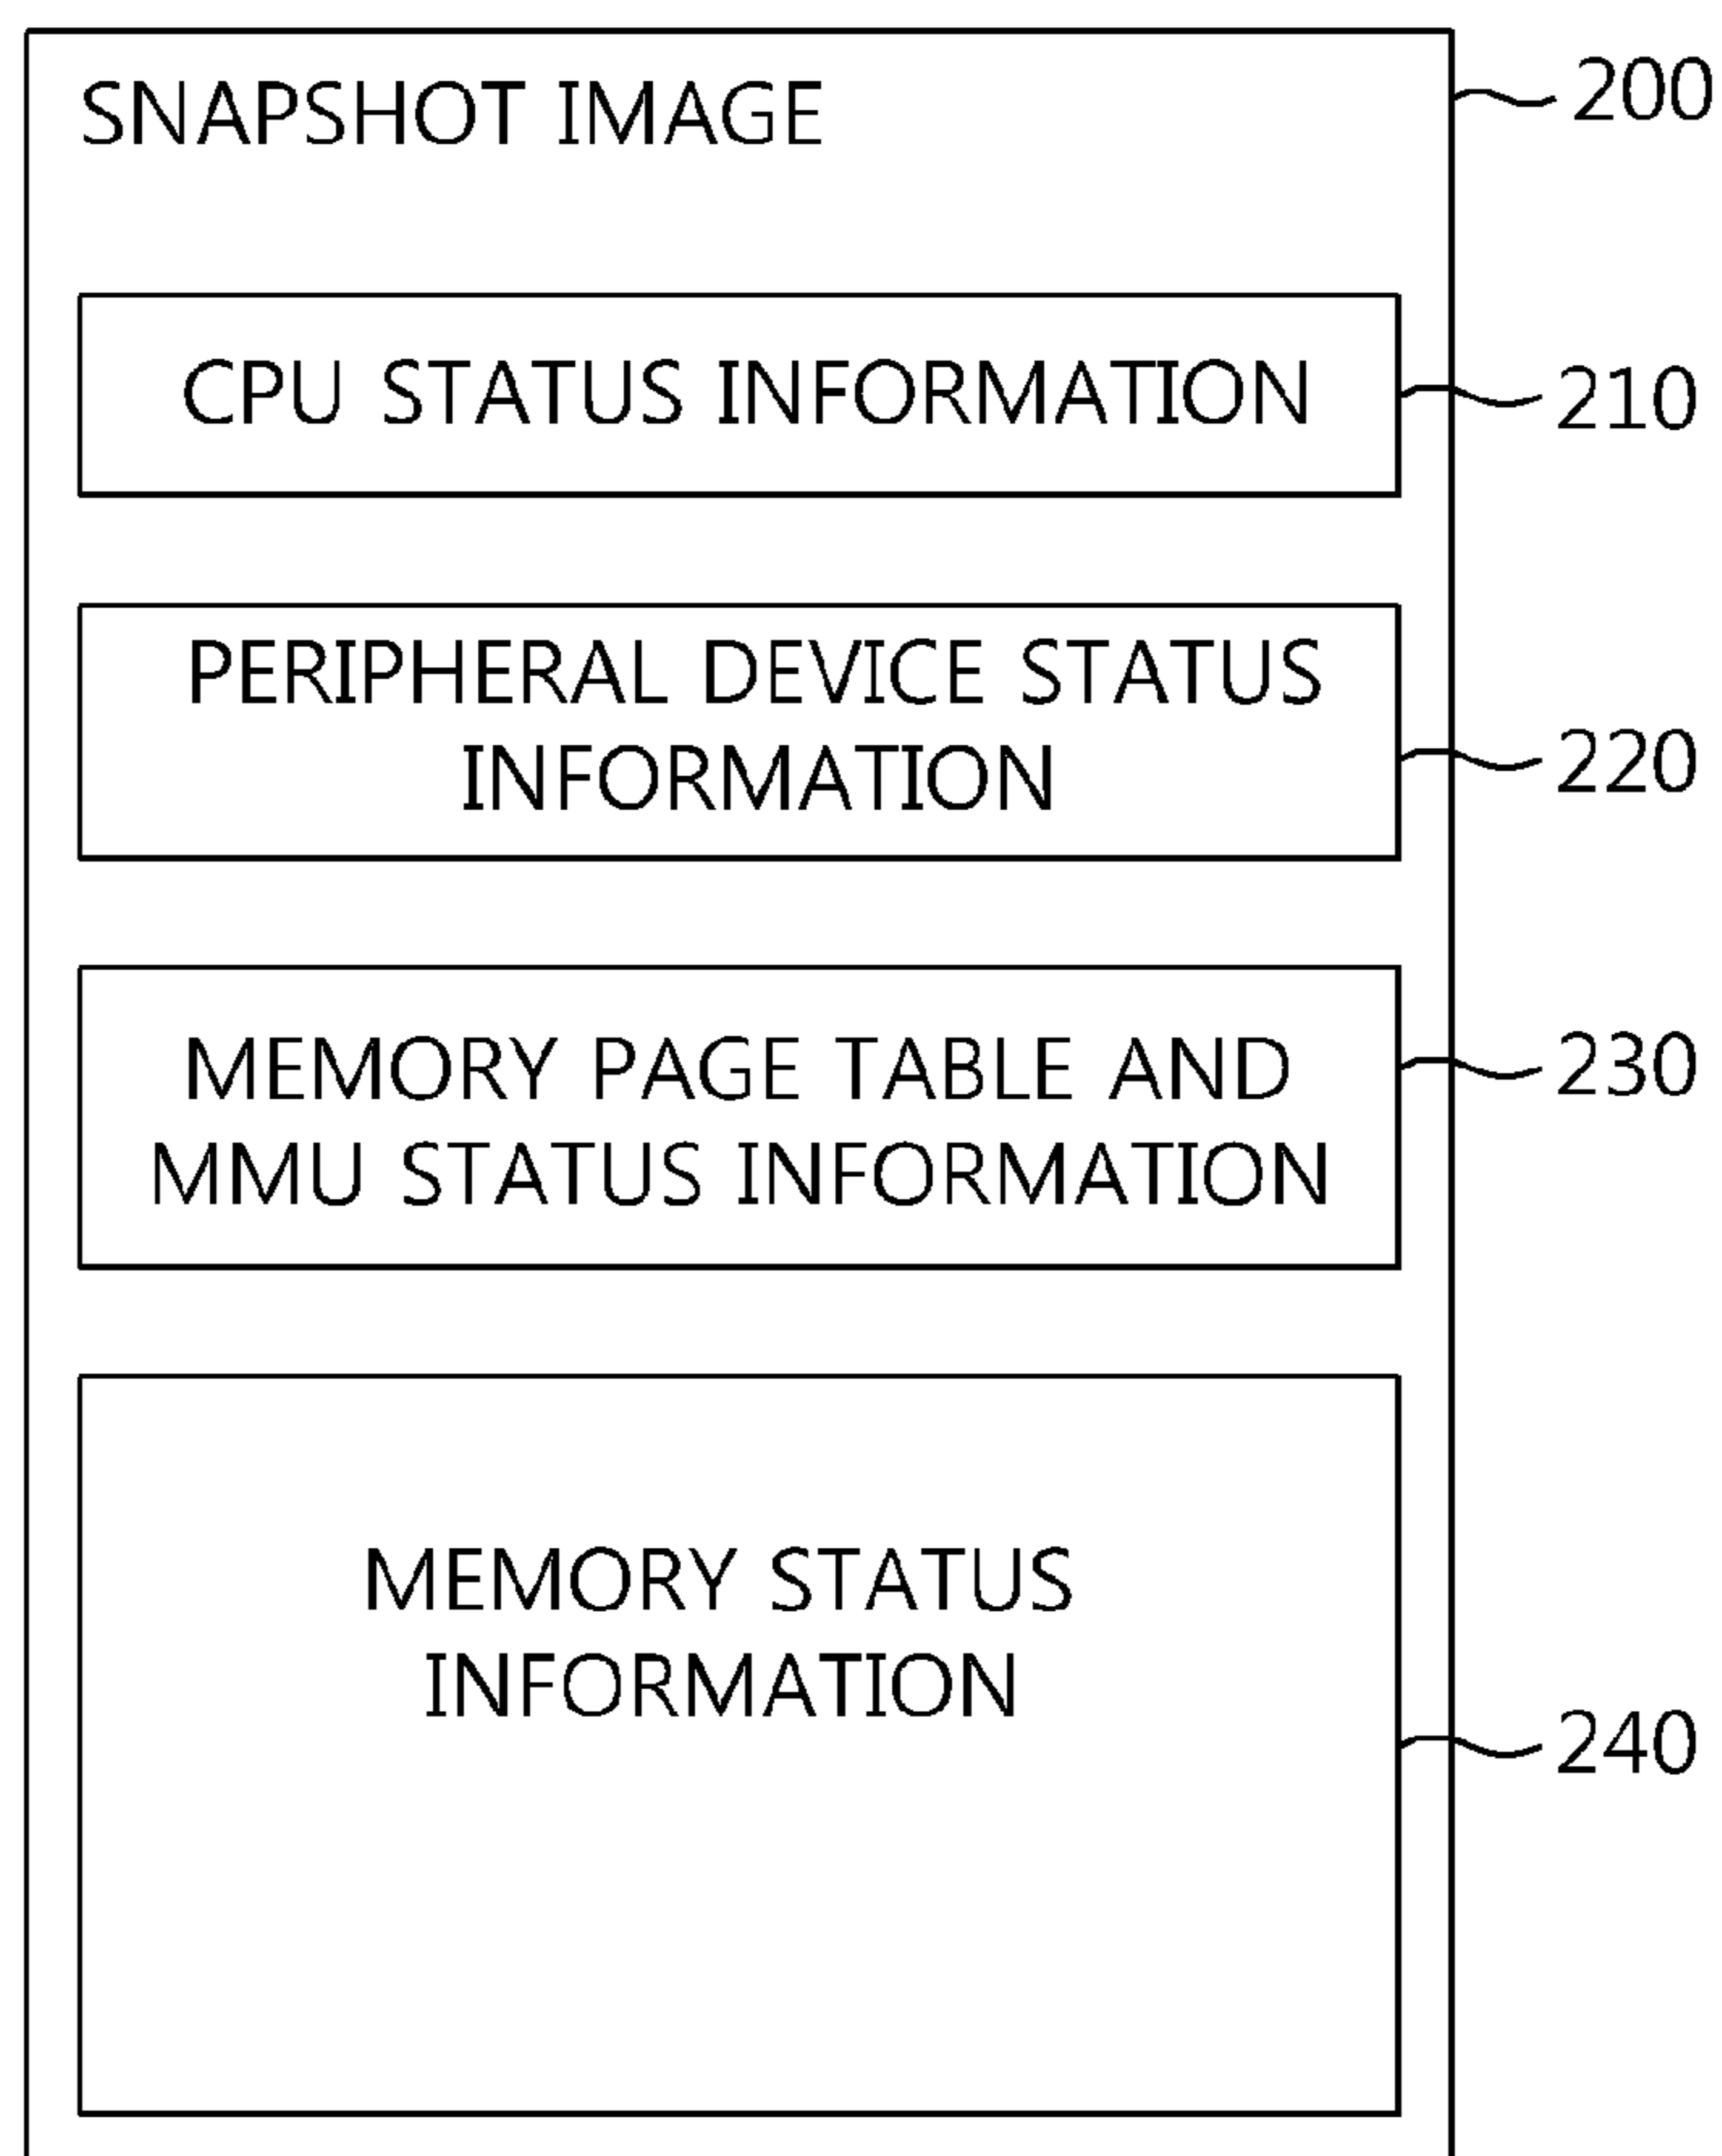 SNAPSHOT IMAGE
200
CPU STATUS INFORMATION
210
PERIPHERAL DEVICE STATUS
INFORMATION
220
MEMORY PAGE TABLE AND
MMU STATUS INFORMATION
230
MEMORY STATUS
INFORMATION
240